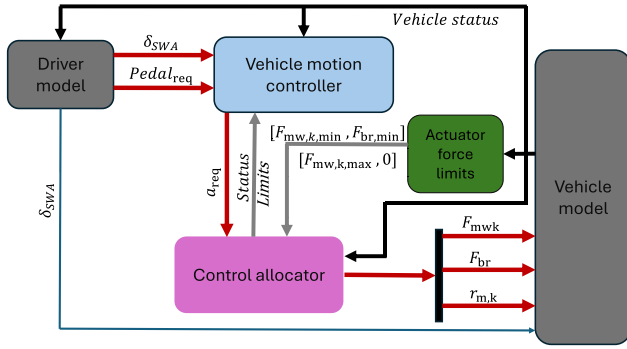 Vehicle status
δ_SWA
Driver
model
Pedal_req
Vehicle motion
controller
[F_mw,k,min , F_br,min]
[F_mw,k,max , 0]
Actuator
force
limits
a_req
Status
Limits
δ_SWA
Vehicle
model
Control allocator
F_mwk
F_br
r_m,k